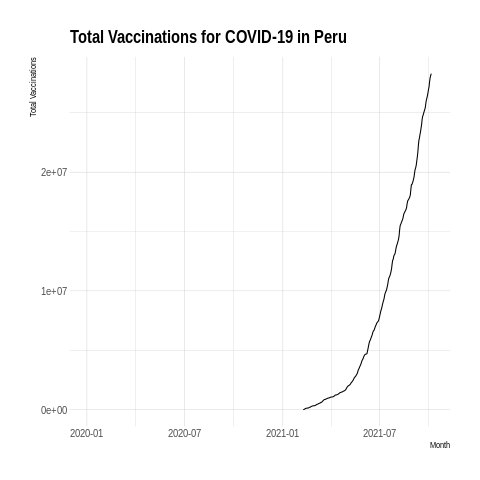 Total Vaccinations for COVID-19 in Peru
Total Vaccinations
2e+07
1e+07
0e+00
2020-01 2020-07 2021-01 2021-07
Month